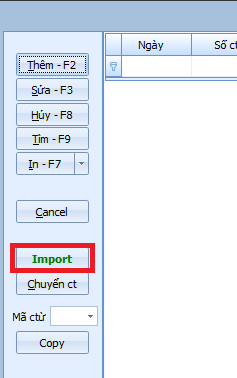 Ngày Số ct
Thêm - F2
Sửa - F3
Hủy - F8
Tìm - F9
In - F7
Cancel
Import
Chuyển ct
Mã ctừ
Copy